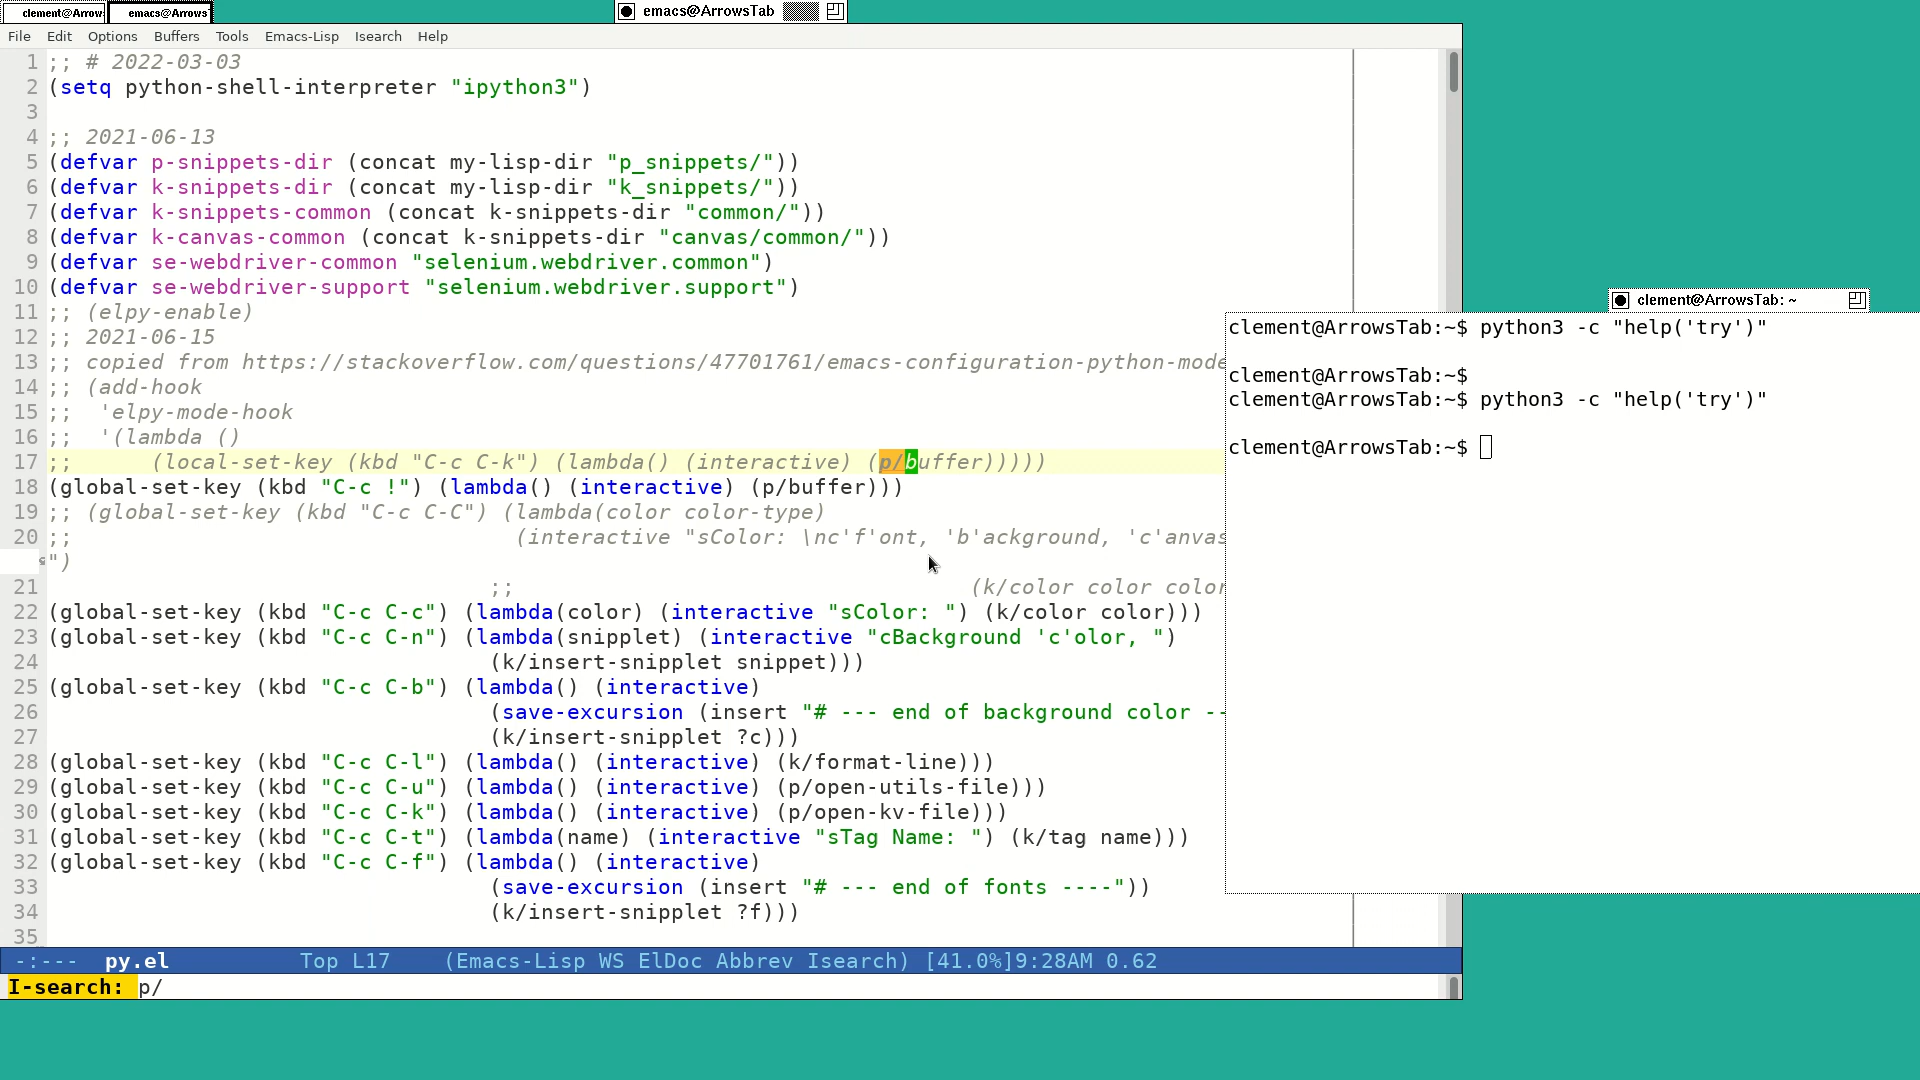 clement@Arrows
emacs@ArrowsT
emacs@ArrowsTab
File Edit Options Buffers Tools Emacs-Lisp Isearch Help
1 ;; # 2022-03-03
2 (setq python-shell-interpreter "ipython3")
3
4 ;; 2021-06-13
5 (defvar p-snippets-dir (concat my-lisp-dir "p_snippets/"))
6 (defvar k-snippets-dir (concat my-lisp-dir "k_snippets/"))
7 (defvar k-snippets-common (concat k-snippets-dir "common/"))
8 (defvar k-canvas-common (concat k-snippets-dir "canvas/common/"))
9 (defvar se-webdriver-common "selenium.webdriver.common")
10 (defvar se-webdriver-support "selenium.webdriver.support")
11 ;; (elpy-enable)
12 ;; 2021-06-15
13 ;; copied from https://stackoverflow.com/questions/47701761/emacs-configuration-python-mode
14 ;; (add-hook
15 ;;  'elpy-mode-hook
16 ;;  '(lambda ()
17 ;;      (local-set-key (kbd "C-c C-k") (lambda() (interactive) (p/buffer)))))
18 (global-set-key (kbd "C-c !") (lambda() (interactive) (p/buffer)))
19 ;; (global-set-key (kbd "C-c C-C") (lambda(color color-type)
20 ;;                                  (interactive "sColor: \nc'f'ont, 'b'ackground, 'c'anvas
")
21                                   ;;                                   (k/color color color
22 (global-set-key (kbd "C-c C-c") (lambda(color) (interactive "sColor: ") (k/color color)))
23 (global-set-key (kbd "C-c C-n") (lambda(snipplet) (interactive "cBackground 'c'olor, ")
24                                   (k/insert-snipplet snippet)))
25 (global-set-key (kbd "C-c C-b") (lambda() (interactive)
26                                   (save-excursion (insert "# --- end of background color --
27                                   (k/insert-snipplet ?c)))
28 (global-set-key (kbd "C-c C-l") (lambda() (interactive) (k/format-line)))
29 (global-set-key (kbd "C-c C-u") (lambda() (interactive) (p/open-utils-file)))
30 (global-set-key (kbd "C-c C-k") (lambda() (interactive) (p/open-kv-file)))
31 (global-set-key (kbd "C-c C-t") (lambda(name) (interactive "sTag Name: ") (k/tag name)))
32 (global-set-key (kbd "C-c C-f") (lambda() (interactive)
33                                   (save-excursion (insert "# --- end of fonts ----"))
34                                   (k/insert-snipplet ?f)))
35
-:---  py.el          Top L17    (Emacs-Lisp WS ElDoc Abbrev Isearch) [41.0%]9:28AM 0.62
I-search: p/
clement@ArrowsTab: ~
clement@ArrowsTab:~$ python3 -c "help('try')"
clement@ArrowsTab:~$
clement@ArrowsTab:~$ python3 -c "help('try')"
clement@ArrowsTab:~$